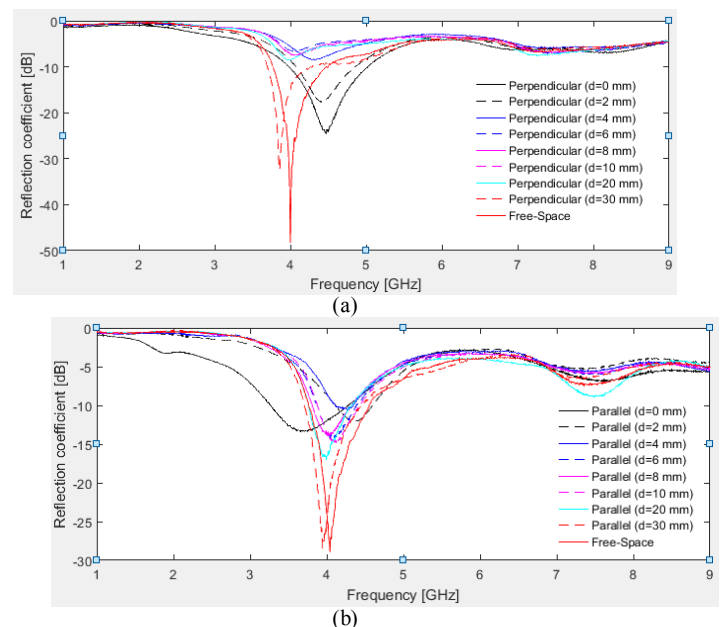 0
-10
-20
-30
-40
-50
Reflection coefficient [dB]
Perpendicular (d=0 mm)
Perpendicular (d=2 mm)
Perpendicular (d=4 mm)
Perpendicular (d=6 mm)
Perpendicular (d=8 mm)
Perpendicular (d=10 mm)
Perpendicular (d=20 mm)
Perpendicular (d=30 mm)
Free-Space
1 2 3 4 5 6 7 8 9
Frequency [GHz]
(a)
0
-5
-10
-15
-20
-25
-30
Reflection coefficient [dB]
Parallel (d=0 mm)
Parallel (d=2 mm)
Parallel (d=4 mm)
Parallel (d=6 mm)
Parallel (d=8 mm)
Parallel (d=10 mm)
Parallel (d=20 mm)
Parallel (d=30 mm)
Free-Space
1 2 3 4 5 6 7 8 9
Frequency [GHz]
(b)